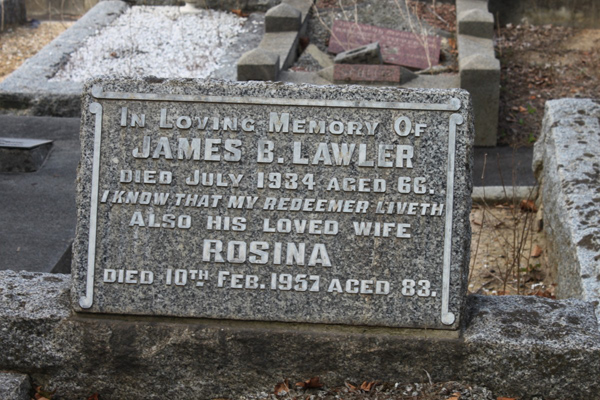 In Loving Memory Of
JAMES B. LAWLER
DIED JULY 1934 AGED 66.
I KNOW THAT MY REDEEMER LIVETH
ALSO HIS LOVED WIFE
ROSINA
DIED 10TH FEB. 1957 AGED 83.